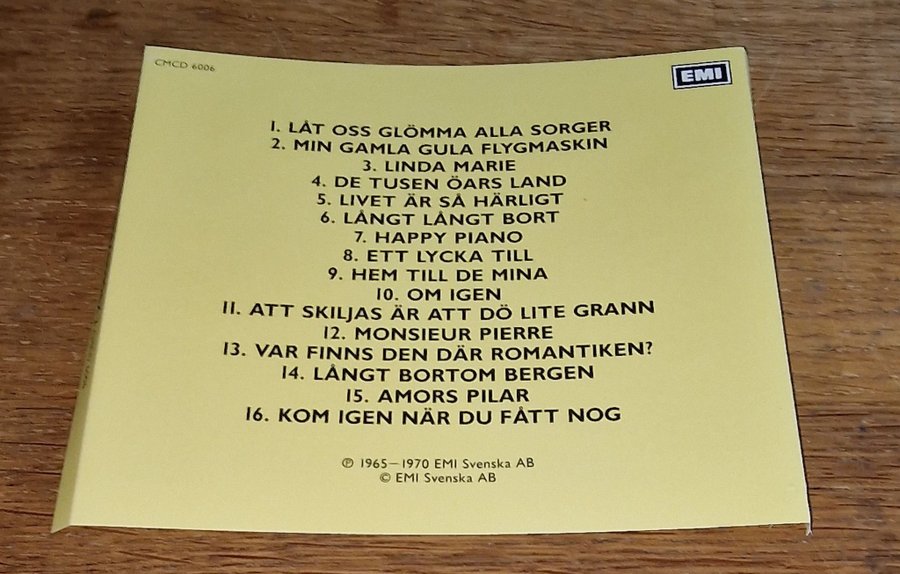 CMCD 6006
EMI
1. LÅT OSS GLÖMMA ALLA SORGER
2. MIN GAMLA GULA FLYGMASKIN
3. LINDA MARIE
4. DE TUSEN ÖARS LAND
5. LIVET ÄR SÅ HÄRLIGT
6. LÅNGT LÅNGT BORT
7. HAPPY PIANO
8. ETT LYCKA TILL
9. HEM TILL DE MINA
10. OM IGEN
11. ATT SKILJAS ÄR ATT DÖ LITE GRANN
12. MONSIEUR PIERRE
13. VAR FINNS DEN DÄR ROMANTIKEN?
14. LÅNGT BORTOM BERGEN
15. AMORS PILAR
16. KOM IGEN NÄR DU FÅTT NOG
℗ 1965–1970 EMI Svenska AB
© EMI Svenska AB